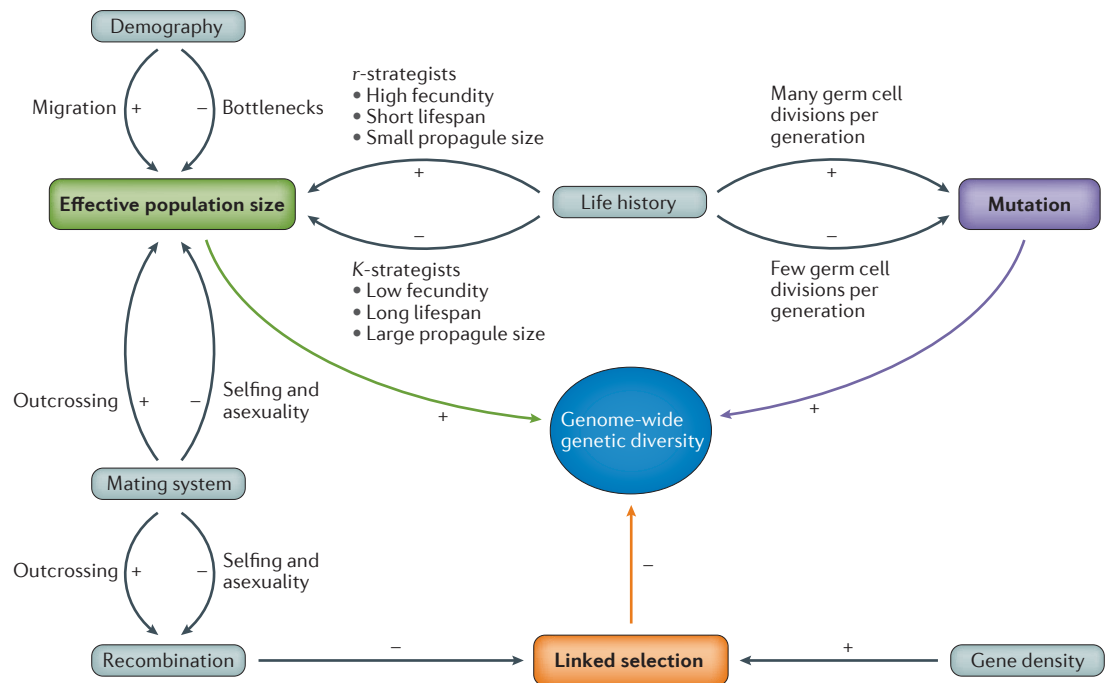 Demography
Migration
+
−
Bottlenecks
r-strategists
• High fecundity
• Short lifespan
• Small propagule size
+
Many germ cell
divisions per
generation
+
Effective population size
Life history
Mutation
−
K-strategists
• Low fecundity
• Long lifespan
• Large propagule size
−
Few germ cell
divisions per
generation
Outcrossing
+
−
Selfing and
asexuality
+
Genome-wide
genetic diversity
+
Mating system
Outcrossing
+
−
Selfing and
asexuality
−
Recombination
−
Linked selection
+
Gene density